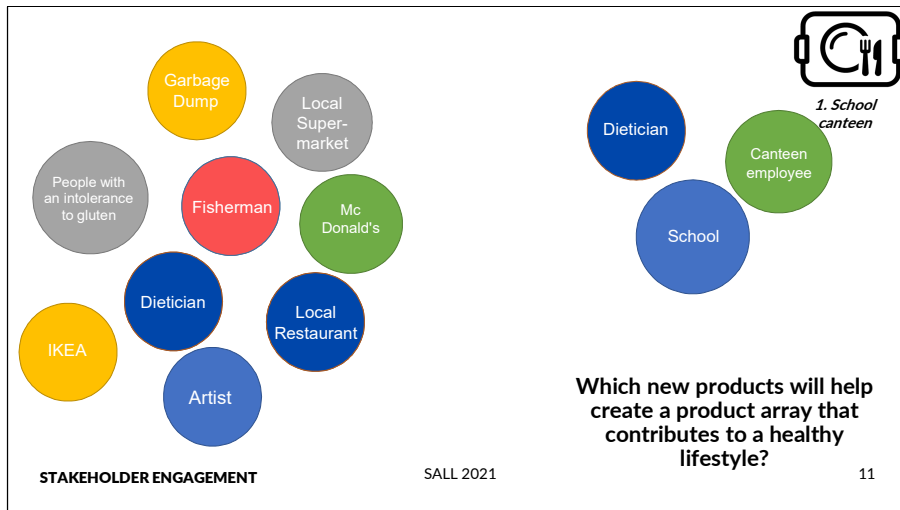 Garbage
Dump
Local
Super-
market
People with
an intolerance
to gluten
Fisherman
Mc
Donald's
Dietician
Local
Restaurant
IKEA
Artist
1. School
canteen
Dietician
Canteen
employee
School
Which new products will help
create a product array that
contributes to a healthy
lifestyle?
STAKEHOLDER ENGAGEMENT
SALL 2021
11